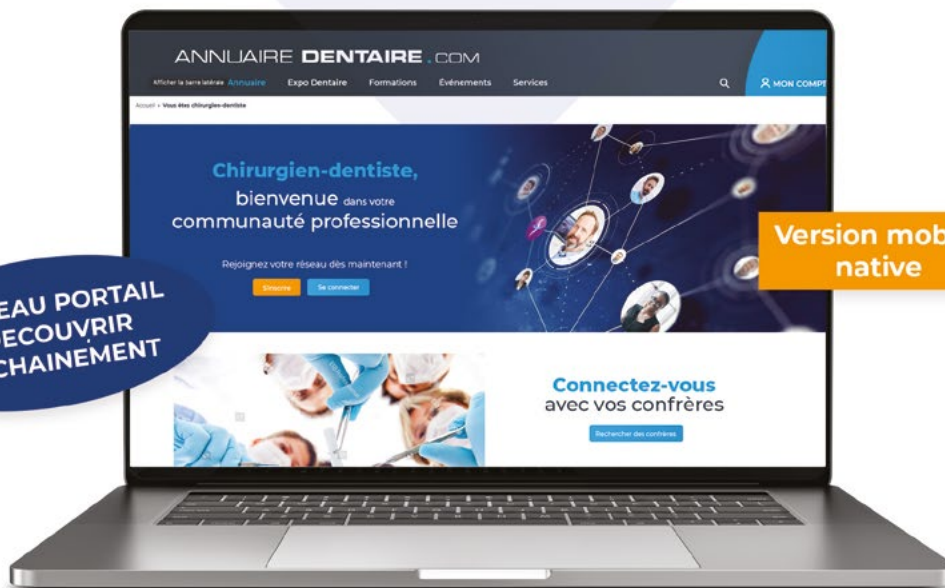 ANNUAIRE DENTAIRE.COM
Afficher la barre latérale Annuaire Expo Dentaire Formations Événements Services
MON COMPT
Accueil » Vous êtes chirurgien-dentiste
Chirurgien-dentiste,
bienvenue dans votre
communauté professionnelle
Rejoignez votre réseau dès maintenant !
S'inscrire Se connecter
Version mob
native
EAU PORTAIL
DECOUVRIR
CHAINEMENT
Connectez-vous
avec vos confrères
Rechercher des confrères